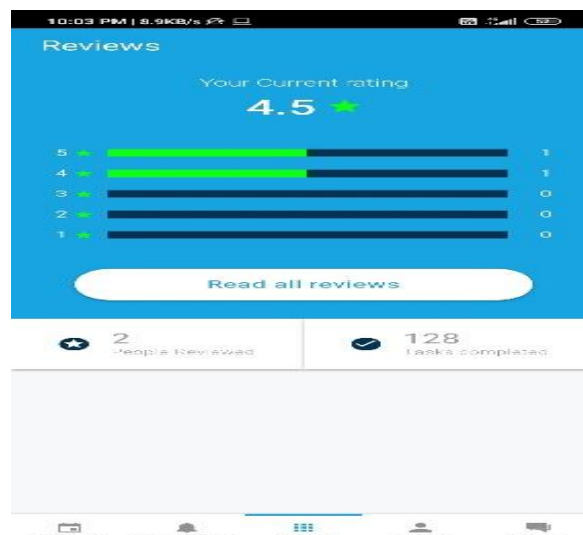 10:03 PM | 8.9KB/s
Reviews
Your Current rating
4.5
5 1
4 1
3 0
2 0
1 0
Read all reviews
2
People Reviewed
128
Tasks completed